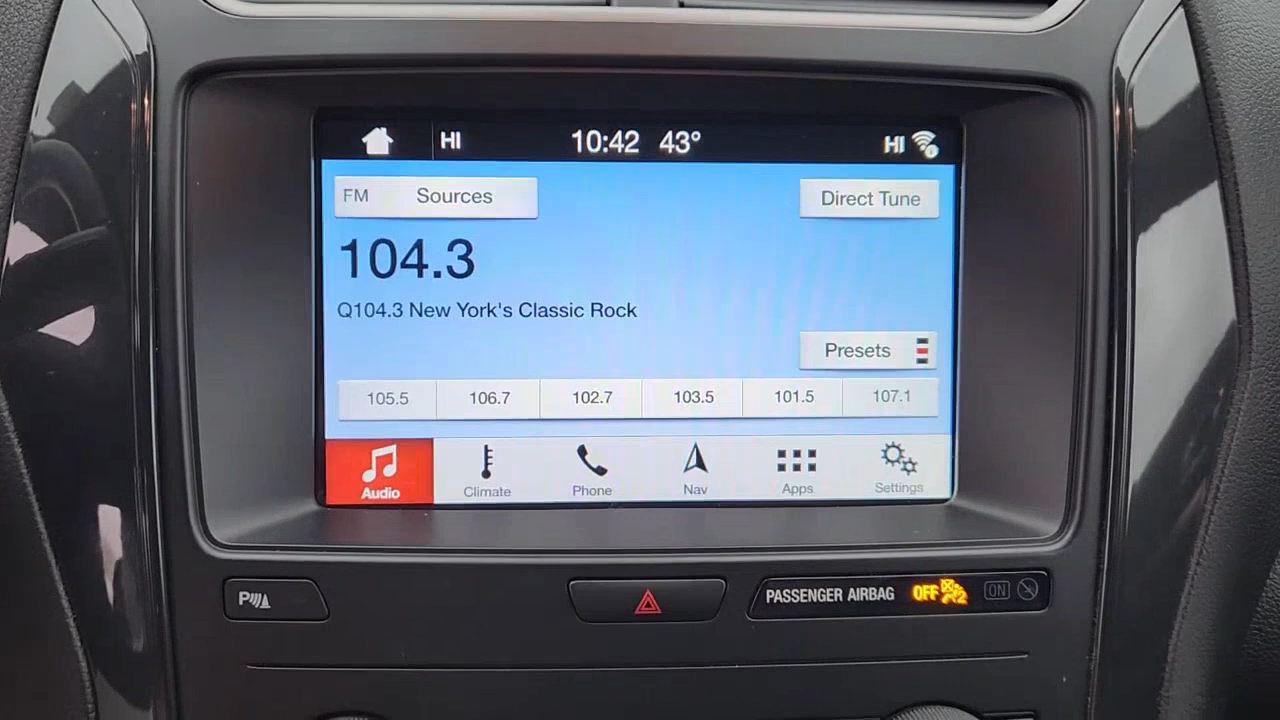 HI 10:42 43° HI
FM Sources Direct Tune
104.3
Q104.3 New York's Classic Rock
Presets
105.5 106.7 102.7 103.5 101.5 107.1
Audio Climate Phone Nav Apps Settings
P PASSENGER AIRBAG OFF 2 ON